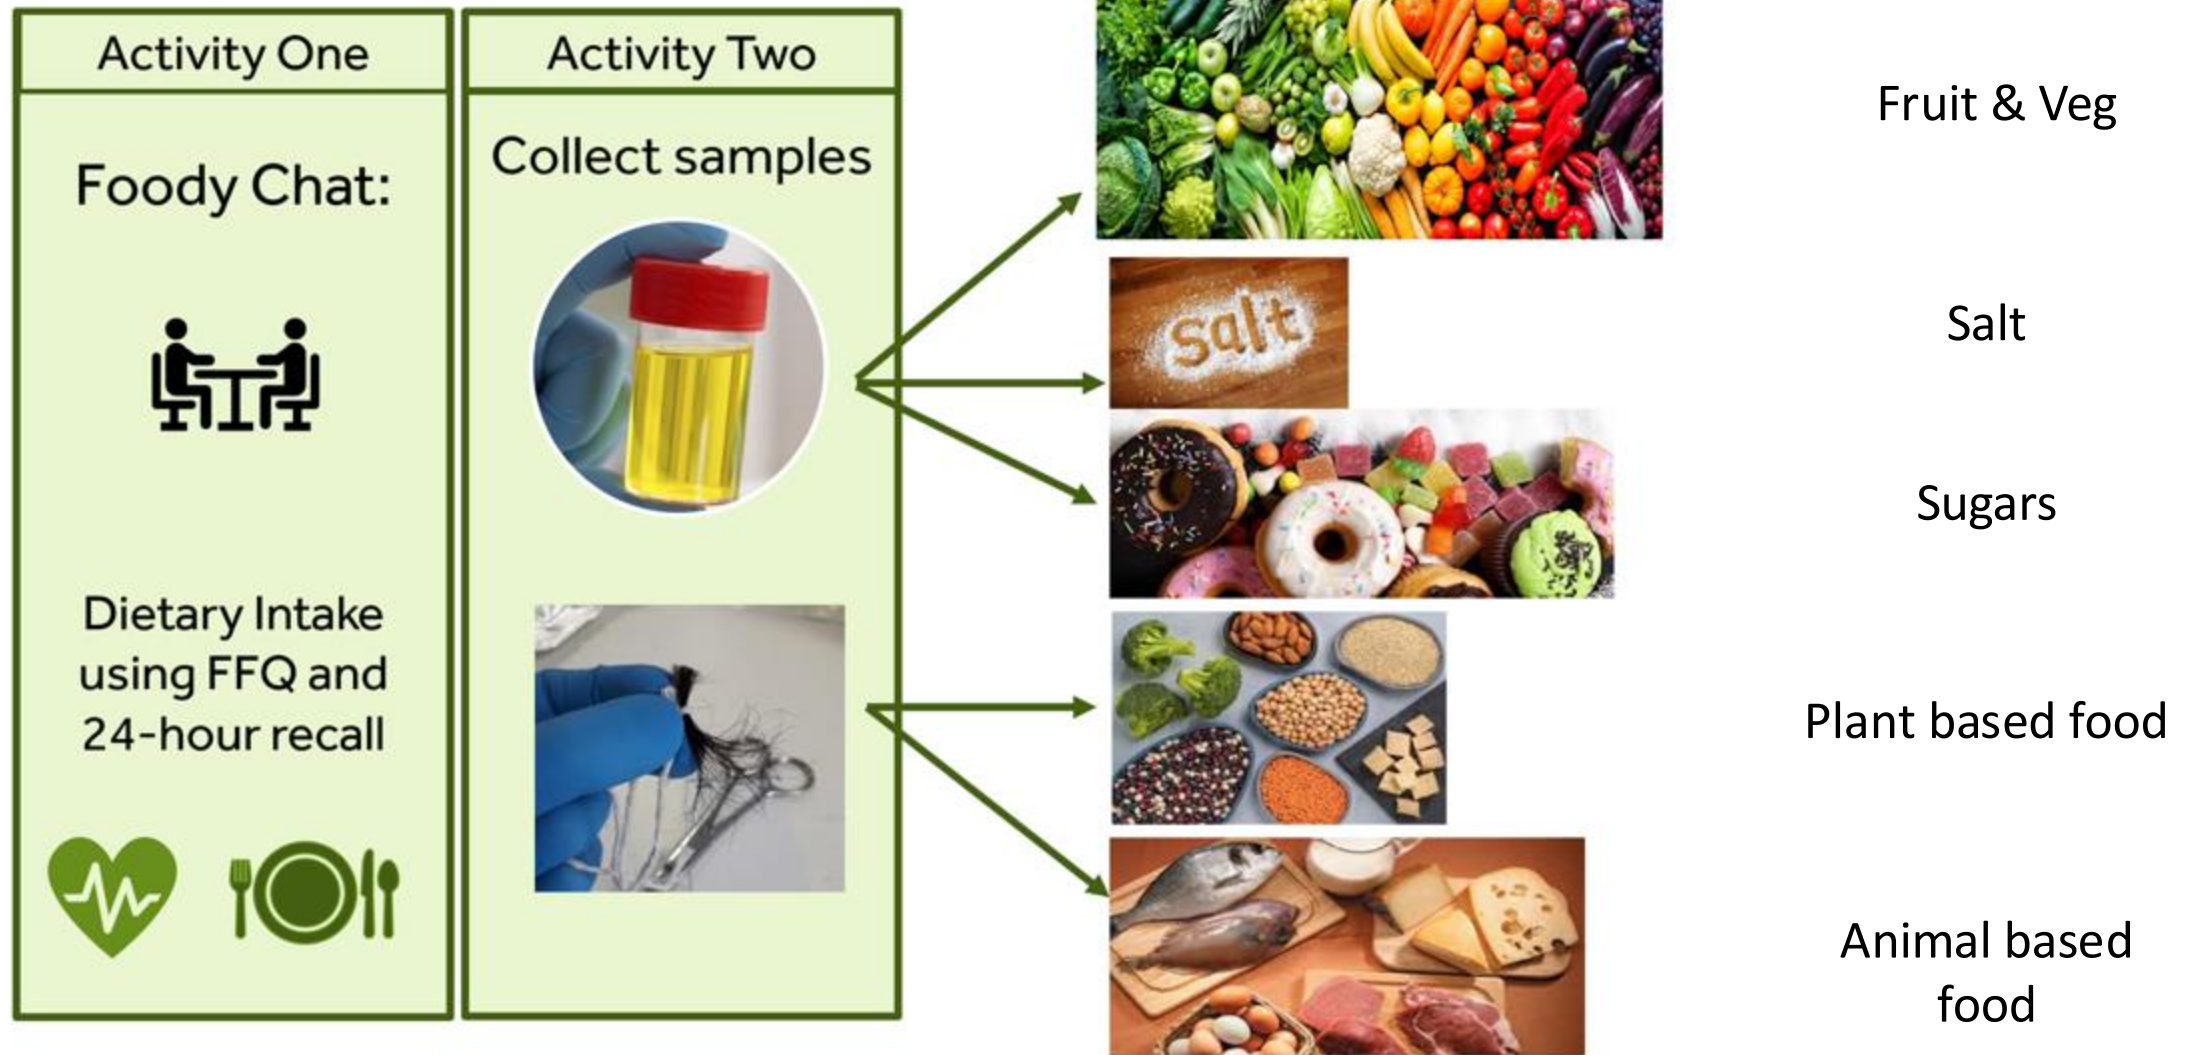 Activity One
Foody Chat:
Dietary Intake
using FFQ and
24-hour recall
Activity Two
Collect samples
Fruit & Veg
salt
Salt
Sugars
Plant based food
Animal based
food